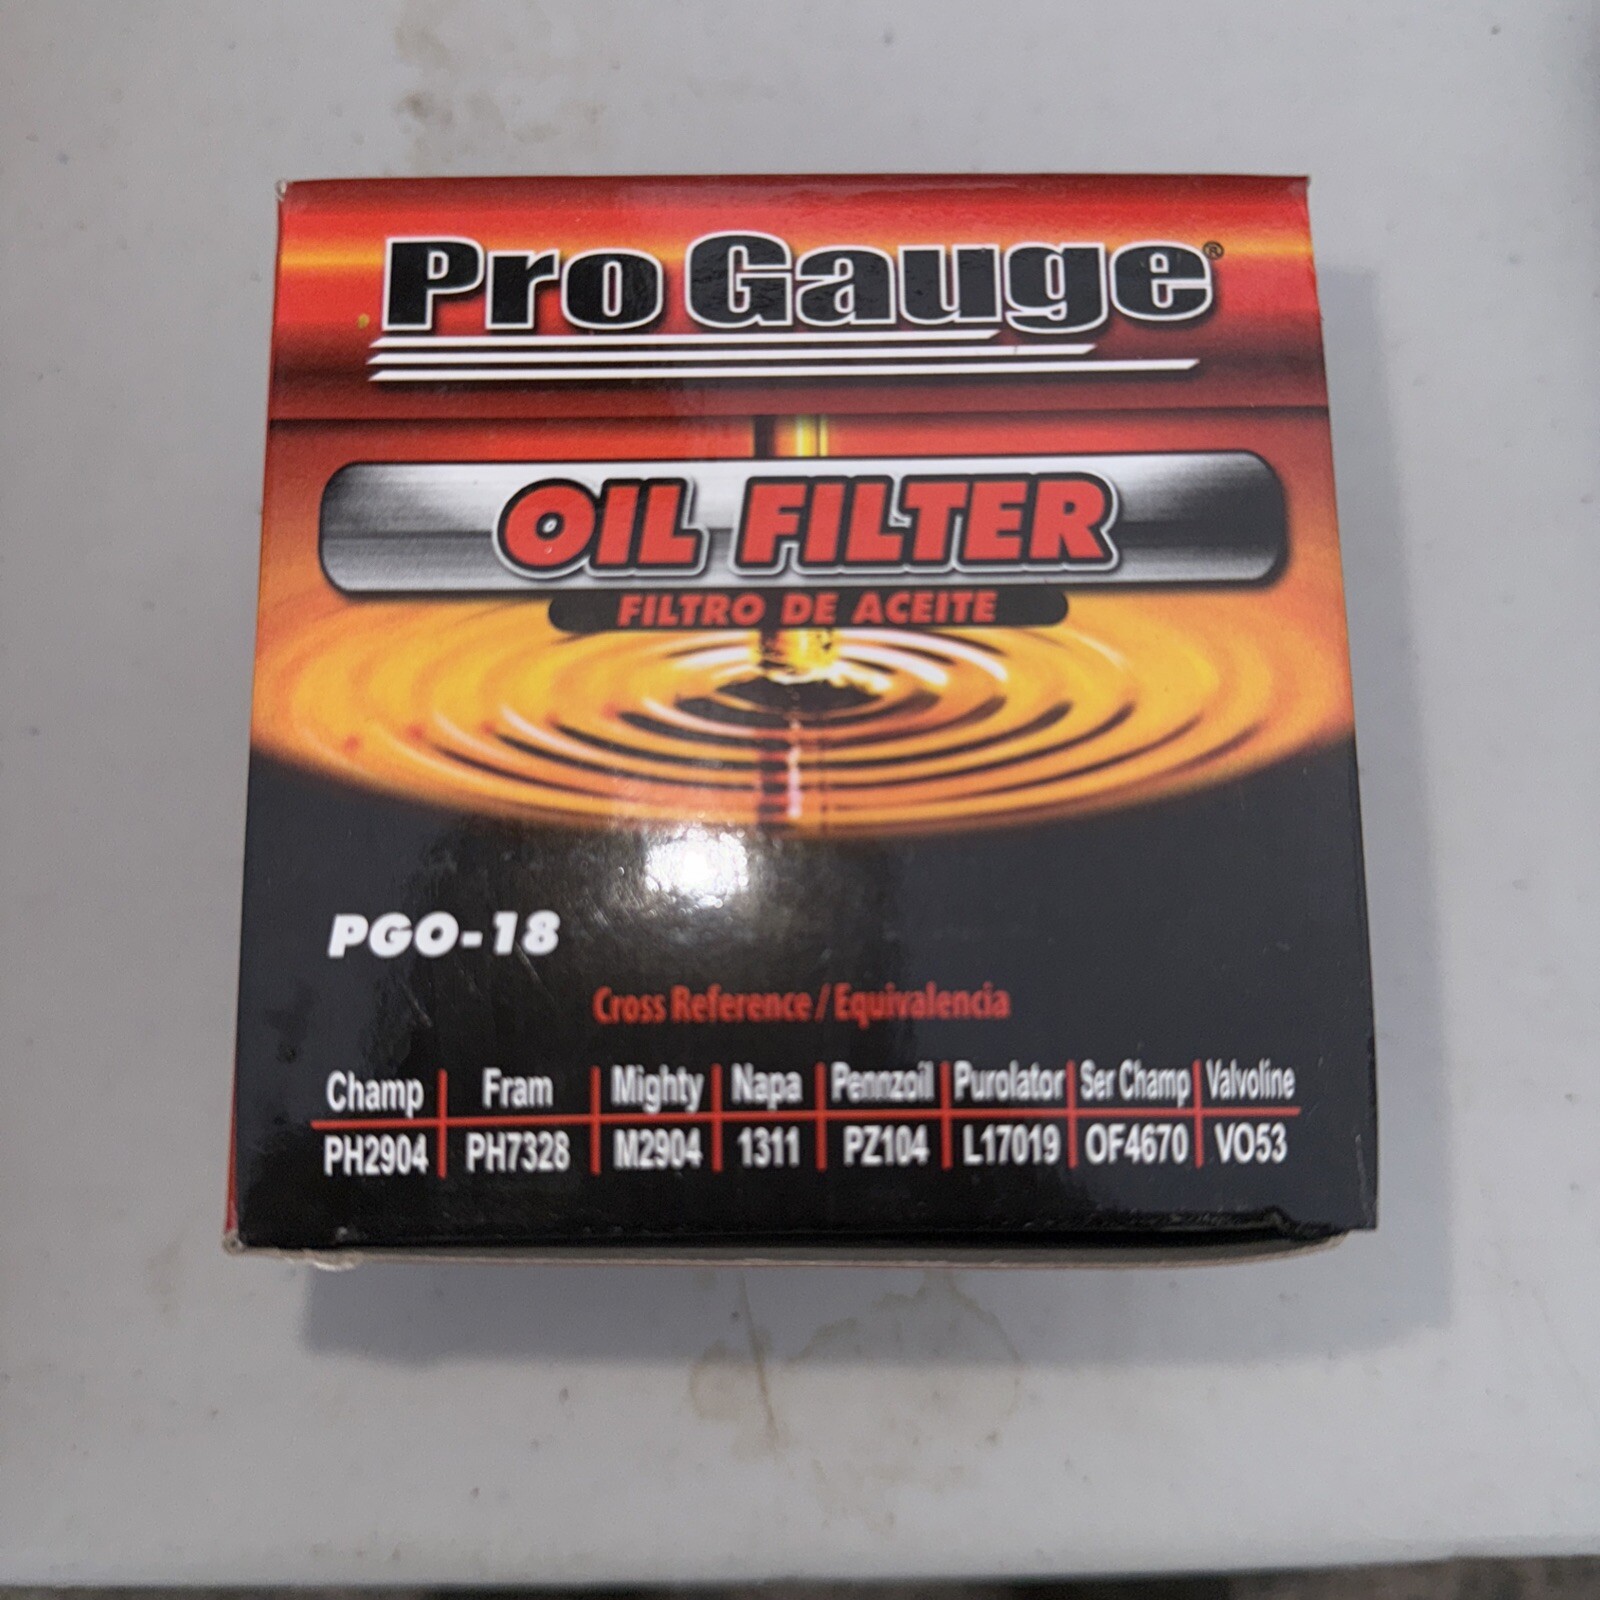 Pro Gauge®
OIL FILTER
FILTRO DE ACEITE
PGO-18
Cross Reference / Equivalencia
Champ Fram Mighty Napa Pennzoil Purolator Ser Champ Valvoline
PH2904 PH7328 M2904 1311 PZ104 L17019 OF4670 VO53